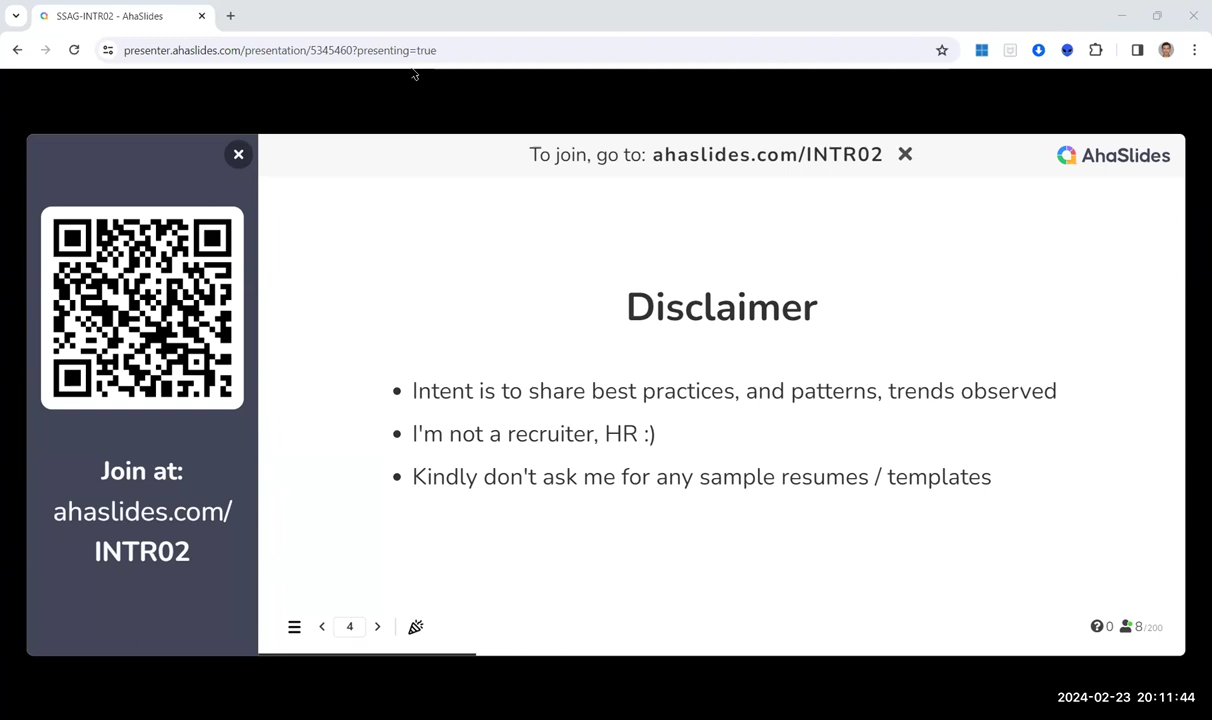 SSAG-INTR02 - AhaSlides
presenter.ahaslides.com/presentation/5345460?presenting=true
To join, go to: ahaslides.com/INTR02
AhaSlides
Disclaimer
Intent is to share best practices, and patterns, trends observed
I'm not a recruiter, HR :)
Kindly don't ask me for any sample resumes / templates
Join at:
ahaslides.com/
INTR02
4
0 8/200
2024-02-23 20:11:44